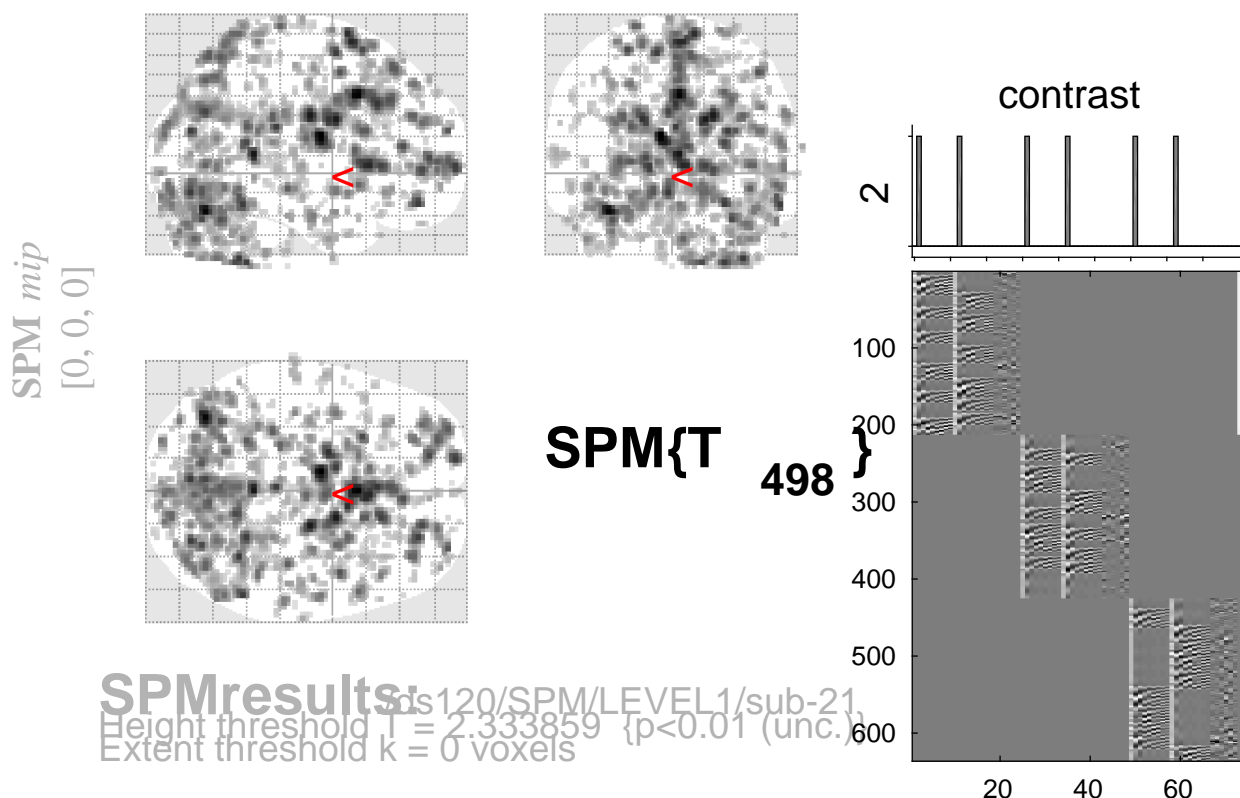 SPM mip
[0, 0, 0]
<
<
<
SPM{T498}
contrast
2
100
200
300
400
500
600
20
40
60
SPMresults: /ds120/SPM/LEVEL1/sub-21
Height threshold T = 2.333859 {p<0.01 (unc.)}
Extent threshold k = 0 voxels